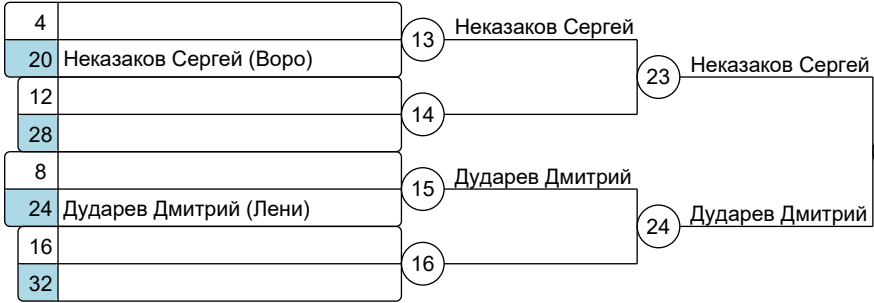 4
20 Неказаков Сергей (Воро)
12
28
8
24 Дударев Дмитрий (Лени)
16
32
13 Неказаков Сергей
14
15 Дударев Дмитрий
16
23 Неказаков Сергей
24 Дударев Дмитрий